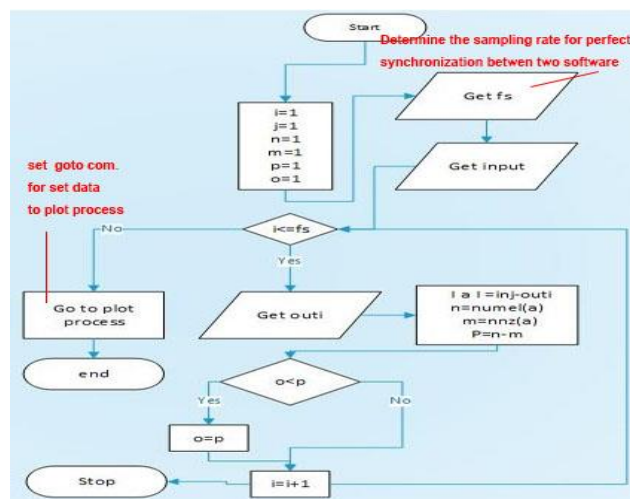 Start
Determine the sampling rate for perfect
synchronization betwen two software
Get fs
i=1
j=1
n=1
m=1
p=1
o=1
Get input
set goto com.
for set data
to plot process
i<=fs
No
Yes
Go to plot
process
Get outi
I a I =inj-outi
n=numel(a)
m=nnz(a)
P=n-m
end
o<p
Yes
No
o=p
Stop
i=i+1